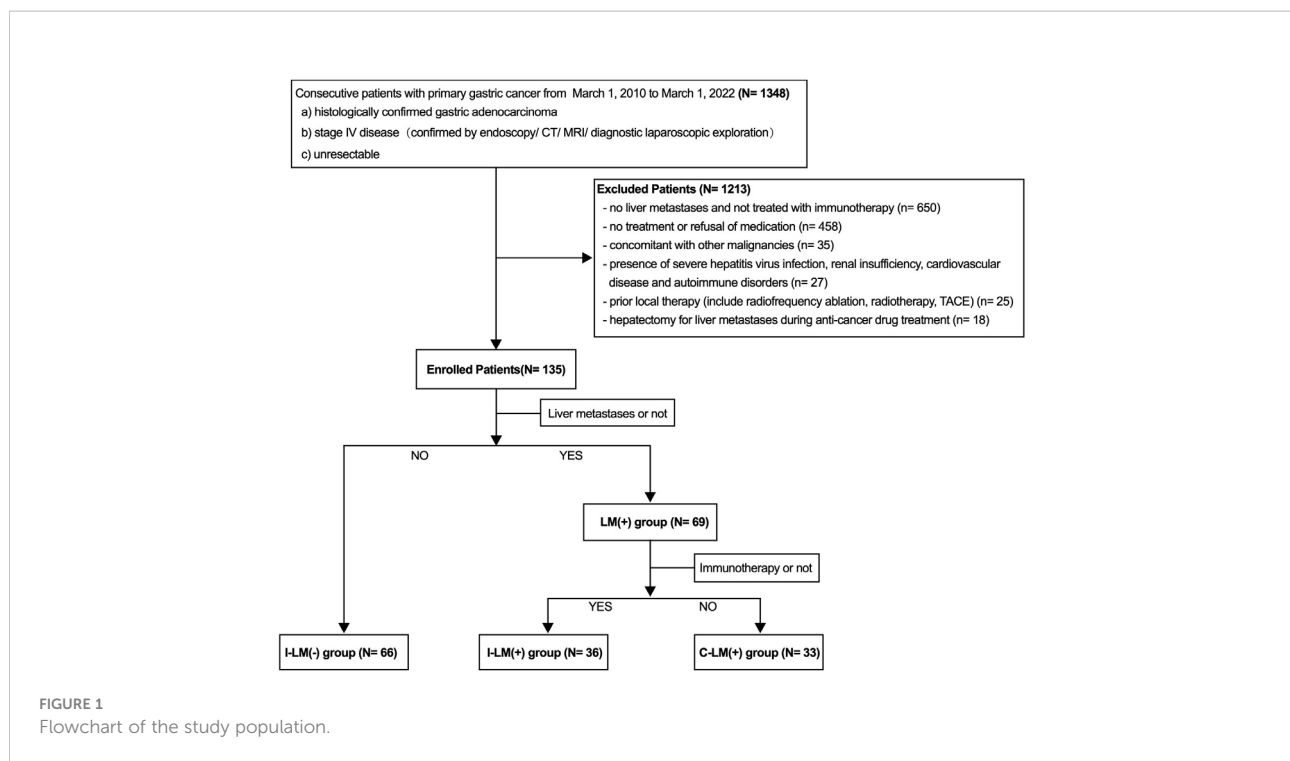 Consecutive patients with primary gastric cancer from March 1, 2010 to March 1, 2022 (N= 1348)
a) histologically confirmed gastric adenocarcinoma
b) stage IV disease（confirmed by endoscopy/ CT/ MRI/ diagnostic laparoscopic exploration）
c) unresectable
Excluded Patients (N= 1213)
- no liver metastases and not treated with immunotherapy (n= 650)
- no treatment or refusal of medication (n= 458)
- concomitant with other malignancies (n= 35)
- presence of severe hepatitis virus infection, renal insufficiency, cardiovascular
disease and autoimmune disorders (n= 27)
- prior local therapy (include radiofrequency ablation, radiotherapy, TACE) (n= 25)
- hepatectomy for liver metastases during anti-cancer drug treatment (n= 18)
Enrolled Patients(N= 135)
Liver metastases or not
NO YES
LM(+) group (N= 69)
Immunotherapy or not
YES NO
I-LM(-) group (N= 66) I-LM(+) group (N= 36) C-LM(+) group (N= 33)
FIGURE 1
Flowchart of the study population.